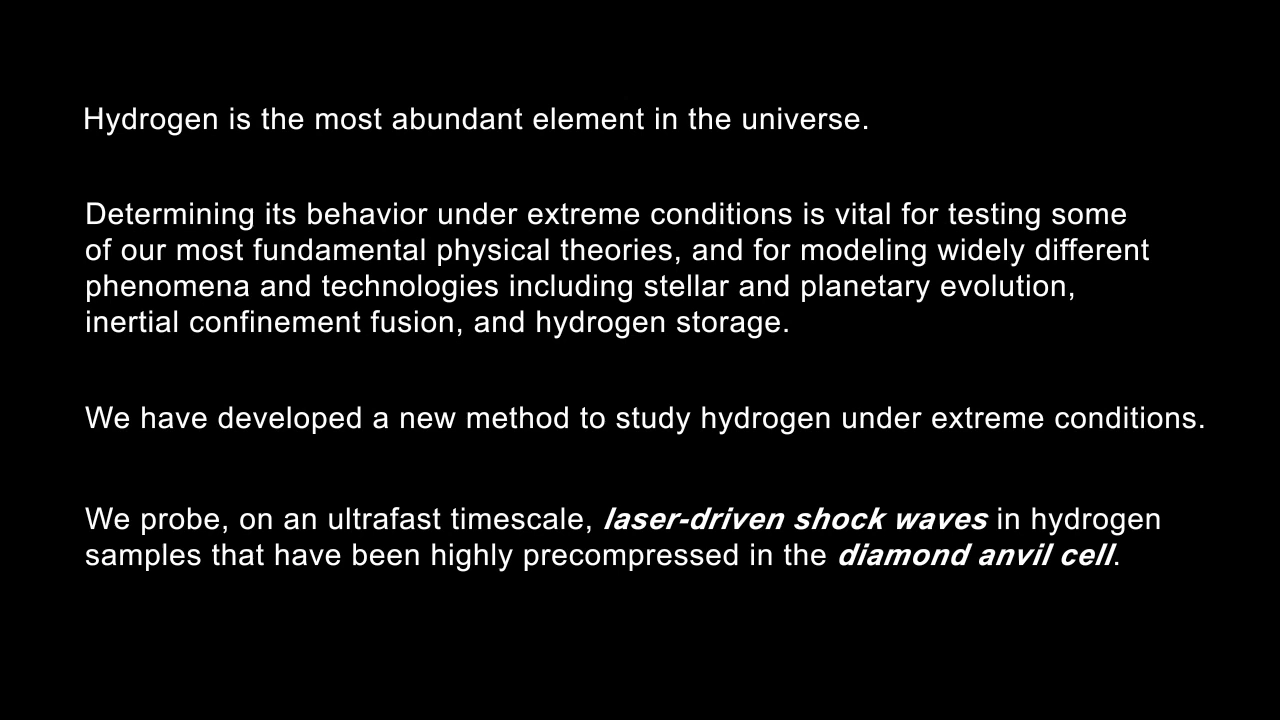 Hydrogen is the most abundant element in the universe.
Determining its behavior under extreme conditions is vital for testing some
of our most fundamental physical theories, and for modeling widely different
phenomena and technologies including stellar and planetary evolution,
inertial confinement fusion, and hydrogen storage.
We have developed a new method to study hydrogen under extreme conditions.
We probe, on an ultrafast timescale, laser-driven shock waves in hydrogen
samples that have been highly precompressed in the diamond anvil cell.